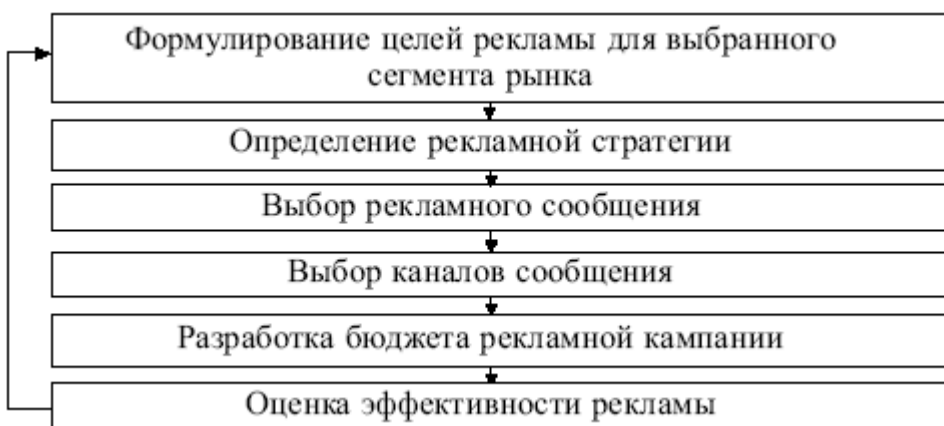 Формулирование целей рекламы для выбранного
сегмента рынка
Определение рекламной стратегии
Выбор рекламного сообщения
Выбор каналов сообщения
Разработка бюджета рекламной кампании
Оценка эффективности рекламы